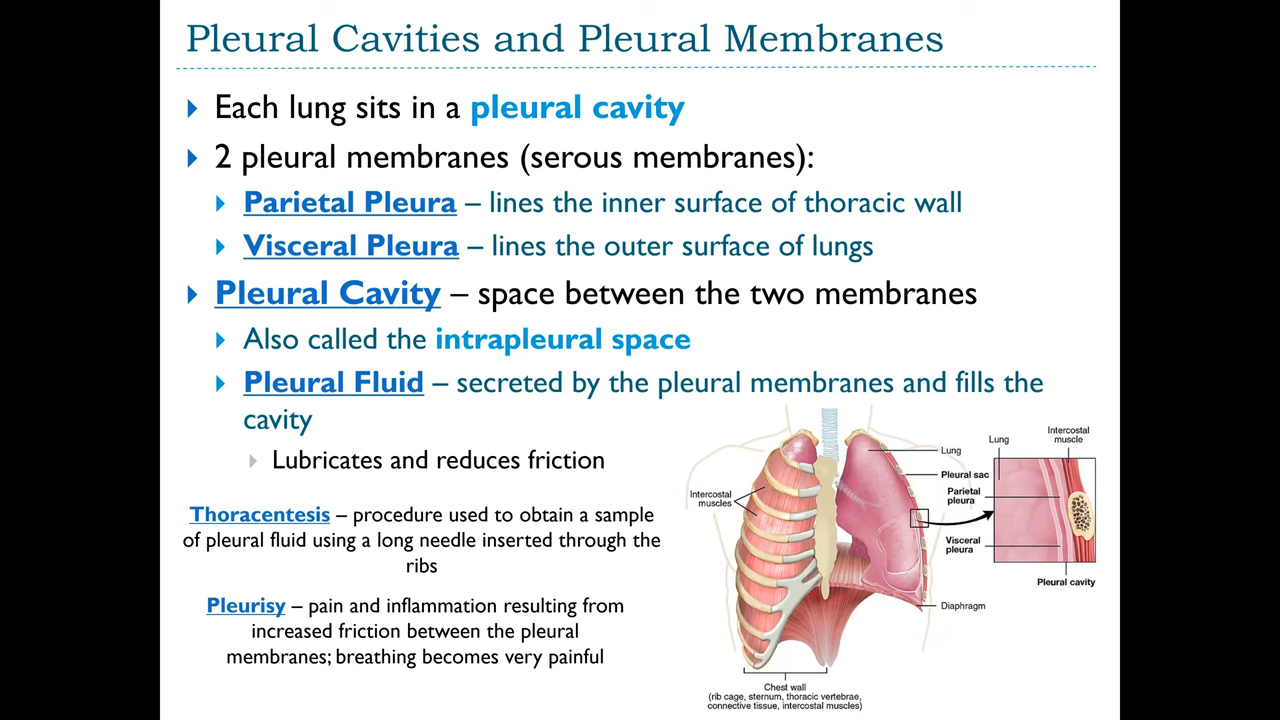 Pleural Cavities and Pleural Membranes
Each lung sits in a pleural cavity
2 pleural membranes (serous membranes):
Parietal Pleura – lines the inner surface of thoracic wall
Visceral Pleura – lines the outer surface of lungs
Pleural Cavity – space between the two membranes
Also called the intrapleural space
Pleural Fluid – secreted by the pleural membranes and fills the
cavity
Lubricates and reduces friction
Thoracentesis – procedure used to obtain a sample
of pleural fluid using a long needle inserted through the
ribs
Pleurisy – pain and inflammation resulting from
increased friction between the pleural
membranes; breathing becomes very painful
Intercostal
muscles
Lung
Pleural sac
Parietal
pleura
Visceral
pleura
Diaphragm
Lung
Intercostal
muscle
Pleural cavity
Chest wall
(rib cage, sternum, thoracic vertebrae,
connective tissue, intercostal muscles)